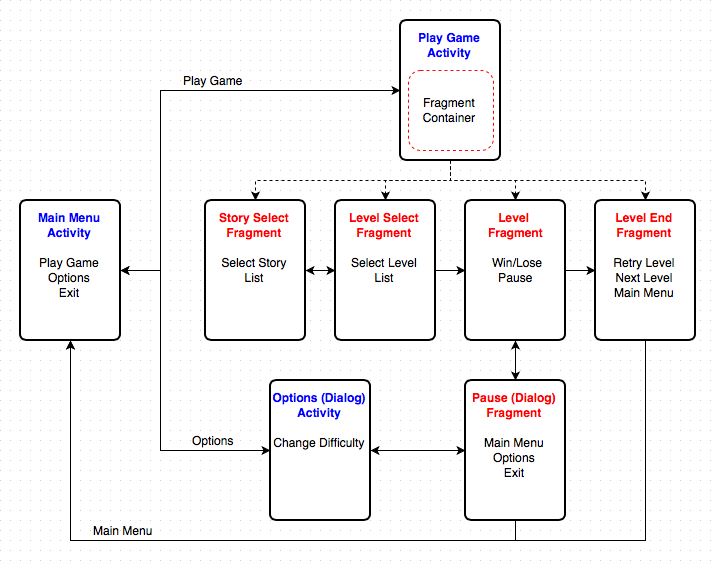 Play Game
Activity
Fragment
Container
Play Game
Main Menu
Activity
Play Game
Options
Exit
Story Select
Fragment
Select Story
List
Level Select
Fragment
Select Level
List
Level
Fragment
Win/Lose
Pause
Level End
Fragment
Retry Level
Next Level
Main Menu
Options (Dialog)
Activity
Change Difficulty
Pause (Dialog)
Fragment
Main Menu
Options
Exit
Options
Main Menu